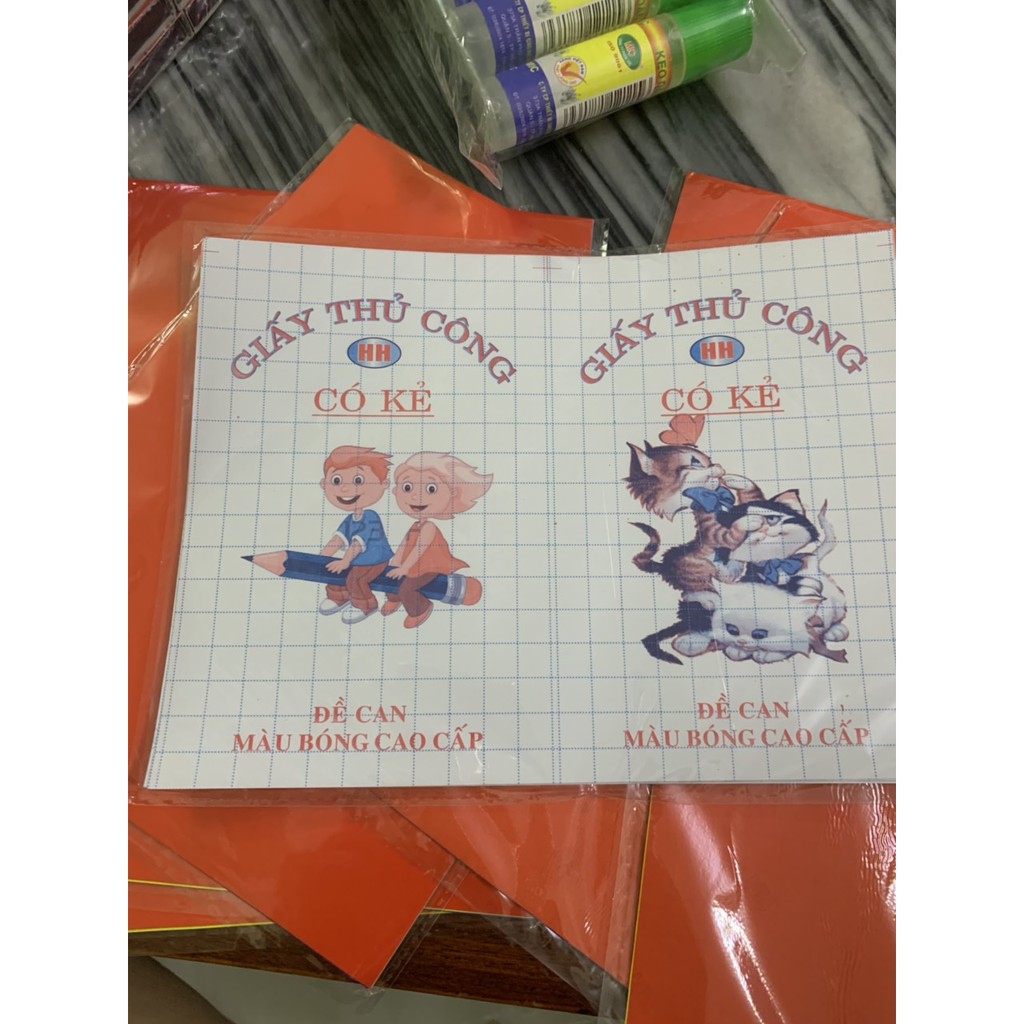 KEO
GIẤY THỦ CÔNG
HH
CÓ KẺ
ĐỀ CAN
MÀU BÓNG CAO CẤP
GIẤY THỦ CÔNG
HH
CÓ KẺ
ĐỀ CAN
MÀU BÓNG CAO CẤP